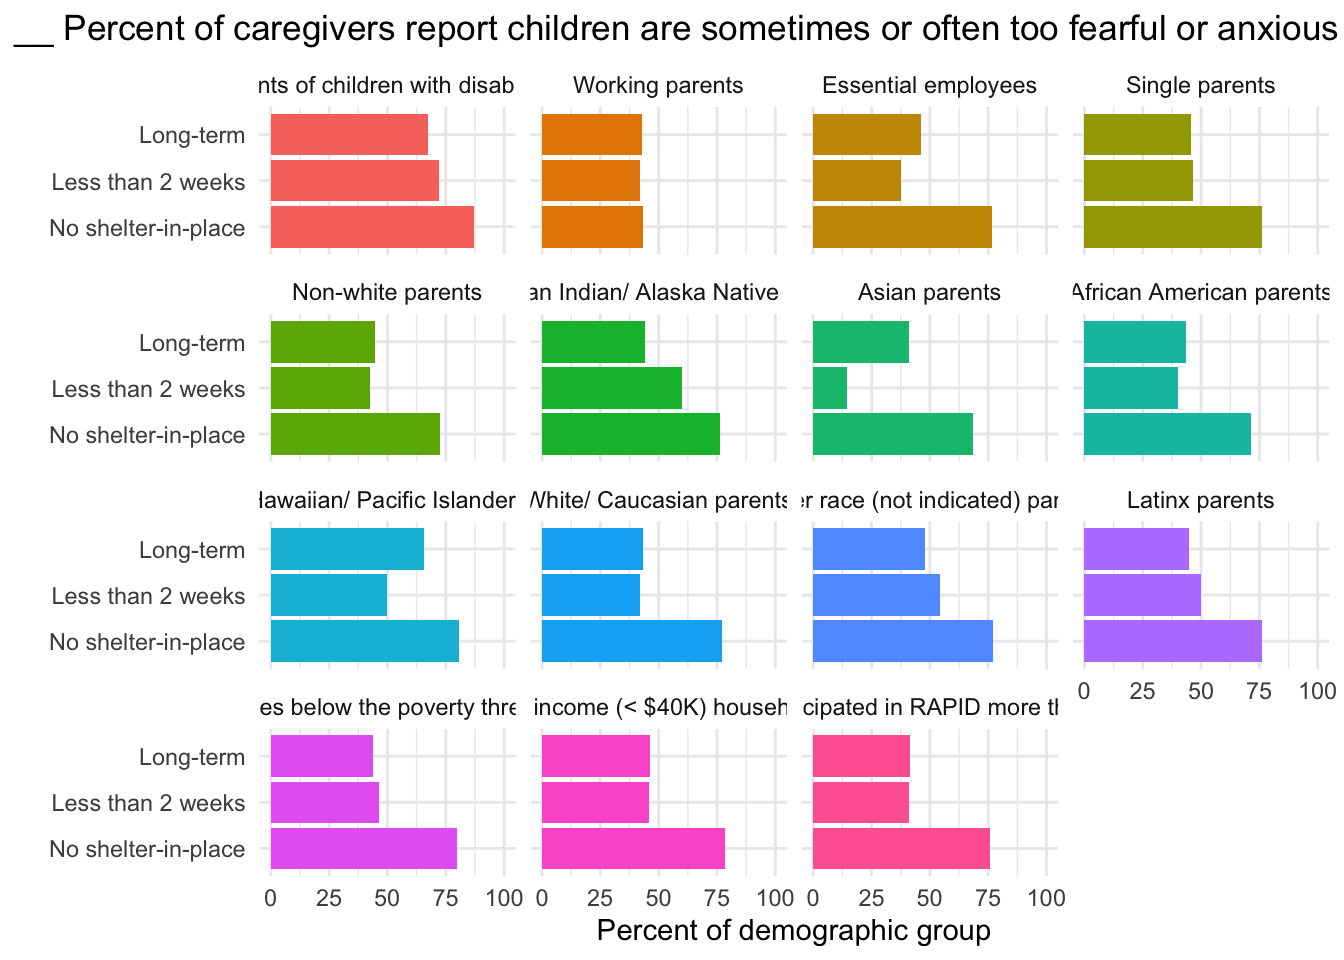 __ Percent of caregivers report children are sometimes or often too fearful or anxious
nts of children with disab
Working parents
Essential employees
Single parents
Long-term
Less than 2 weeks
No shelter-in-place
Non-white parents
an Indian/ Alaska Native
Asian parents
African American parents
Long-term
Less than 2 weeks
No shelter-in-place
Hawaiian/ Pacific Islander
White/ Caucasian parents
er race (not indicated) par
Latinx parents
Long-term
Less than 2 weeks
No shelter-in-place
0 25 50 75 100
es below the poverty thre
income (< $40K) househ
cipated in RAPID more th
Long-term
Less than 2 weeks
No shelter-in-place
0 25 50 75 100
0 25 50 75 100
0 25 50 75 100
Percent of demographic group